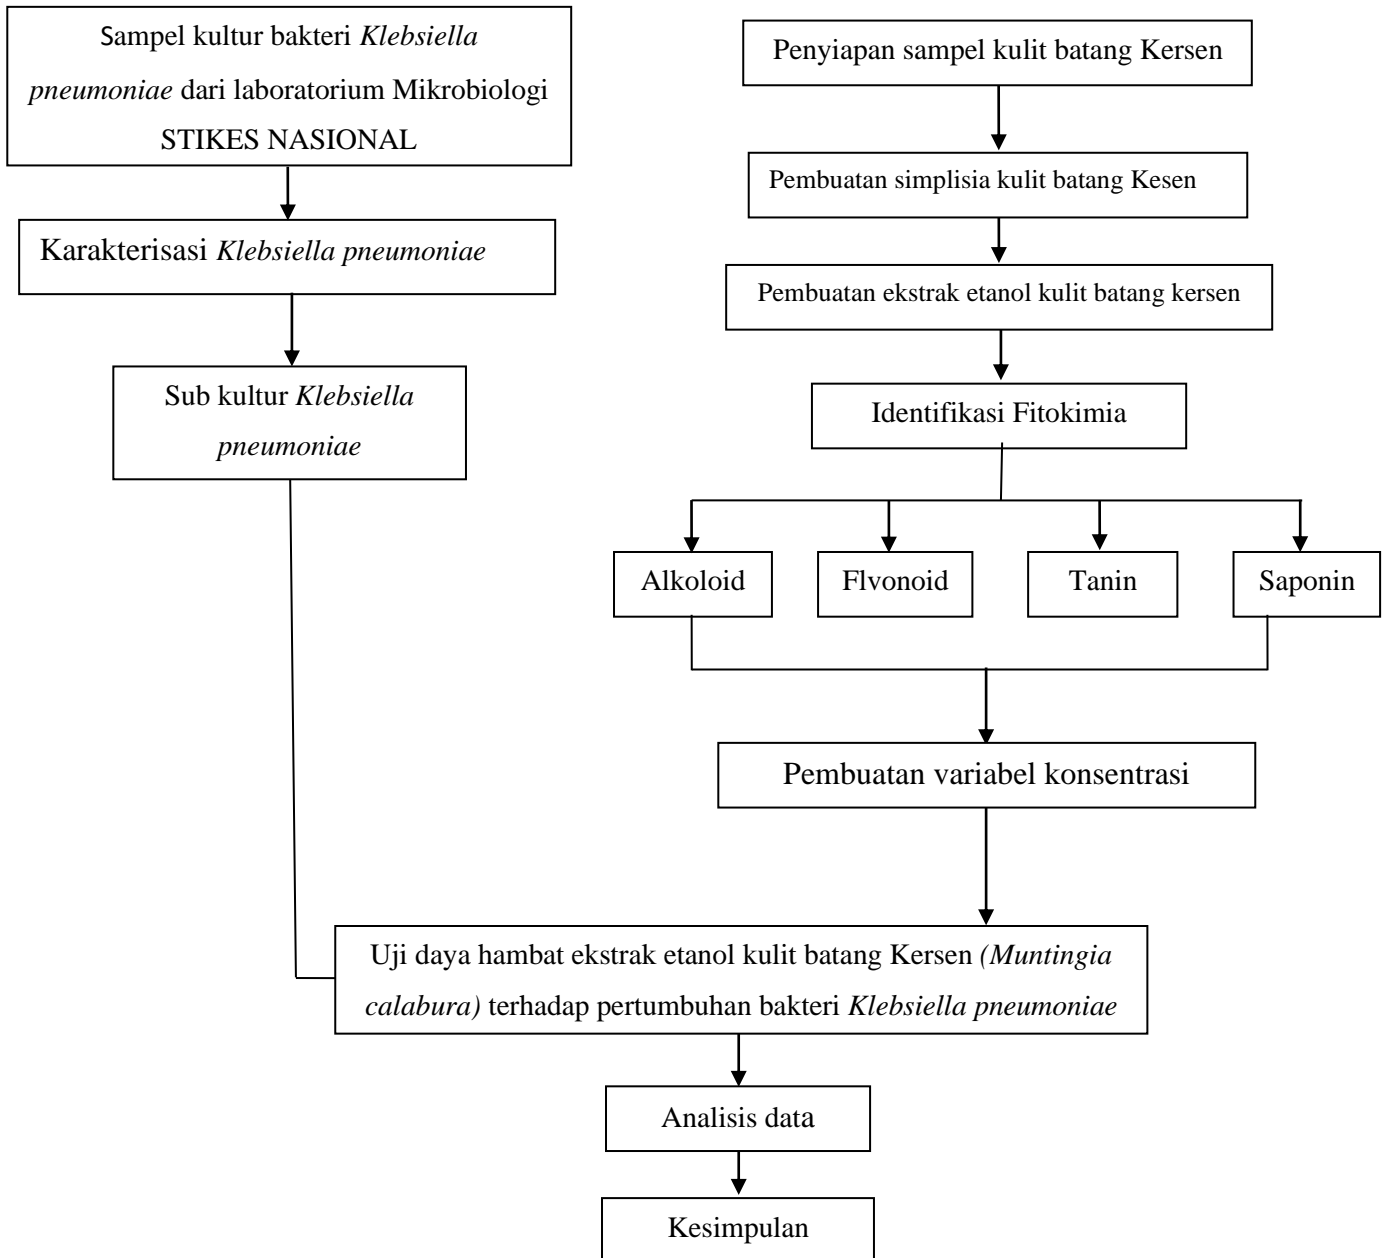 Sampel kultur bakteri Klebsiella
pneumoniae dari laboratorium Mikrobiologi
STIKES NASIONAL
Karakterisasi Klebsiella pneumoniae
Sub kultur Klebsiella
pneumoniae
Penyiapan sampel kulit batang Kersen
Pembuatan simplisia kulit batang Kesen
Pembuatan ekstrak etanol kulit batang kersen
Identifikasi Fitokimia
Alkoloid
Flvonoid
Tanin
Saponin
Pembuatan variabel konsentrasi
Uji daya hambat ekstrak etanol kulit batang Kersen (Muntingia
calabura) terhadap pertumbuhan bakteri Klebsiella pneumoniae
Analisis data
Kesimpulan